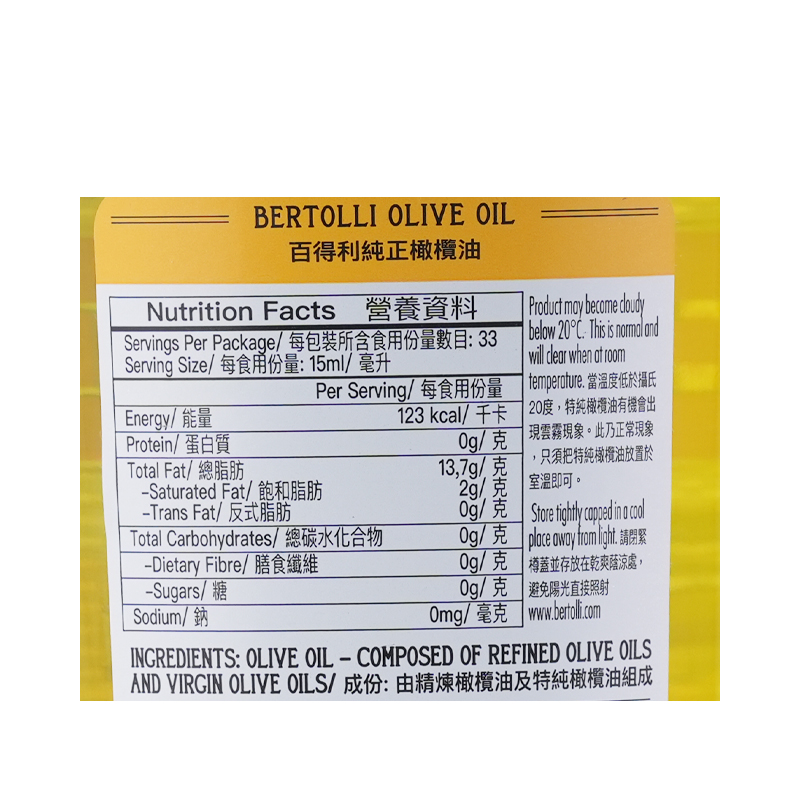 BERTOLLI OLIVE OIL
百得利純正橄欖油
Nutrition Facts 營養資料
Servings Per Package/ 每包裝所含食用份量數目: 33
Serving Size/ 每食用份量: 15ml/ 毫升
Per Serving/ 每食用份量
Energy/ 能量 123 kcal/ 千卡
Protein/ 蛋白質 0g/ 克
Total Fat/ 總脂肪 13,7g/ 克
–Saturated Fat/ 飽和脂肪 2g/ 克
–Trans Fat/ 反式脂肪 0g/ 克
Total Carbohydrates/ 總碳水化合物 0g/ 克
–Dietary Fibre/ 膳食纖維 0g/ 克
–Sugars/ 糖 0g/ 克
Sodium/ 鈉 0mg/ 毫克
Product may become cloudy
below 20°C. This is normal and
will clear when at room
temperature. 當溫度低於攝氏
20度，特純橄欖油有機會出
現雲霧現象。此乃正常現象
，只須把特純橄欖油放置於
室溫即可。
Store tightly capped in a cool
place away from light. 請閉緊
樽蓋並存放在乾爽蔭涼處，
避免陽光直接照射
www.bertolli.com
INGREDIENTS: OLIVE OIL – COMPOSED OF REFINED OLIVE OILS
AND VIRGIN OLIVE OILS/ 成份: 由精煉橄欖油及特純橄欖油組成